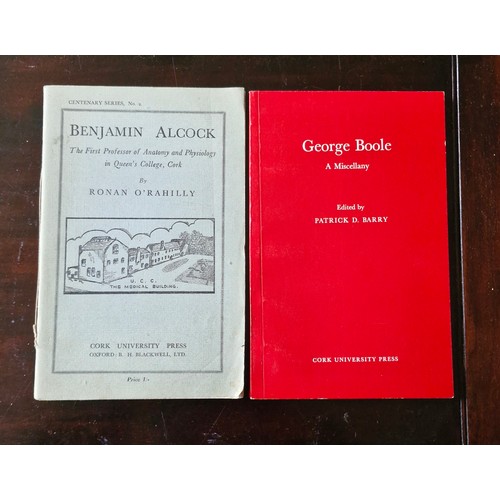 CENTENARY SERIES, No. 2
BENJAMIN ALCOCK
The First Professor of Anatomy and Physiology
in Queen's College, Cork
By
RONAN O'RAHILLY
U. C. C.
THE MEDICAL BUILDING.
CORK UNIVERSITY PRESS
OXFORD: B. H. BLACKWELL, LTD.
Price 1/-
George Boole
A Miscellany
Edited by
PATRICK D. BARRY
CORK UNIVERSITY PRESS